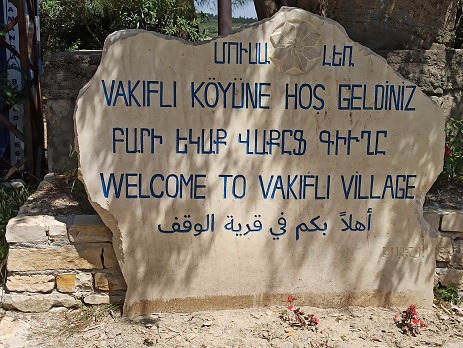 ՄՈՒՍԱ ԼԵՌ
VAKIFLI KÖYÜNE HOŞ GELDİNİZ
ԲԱՐԻ ԵԿԱՔ ՎԱՔԸՖ ԳԻՒՂ
WELCOME TO VAKIFLI VILLAGE
أهلاً بكم في قرية الوقف